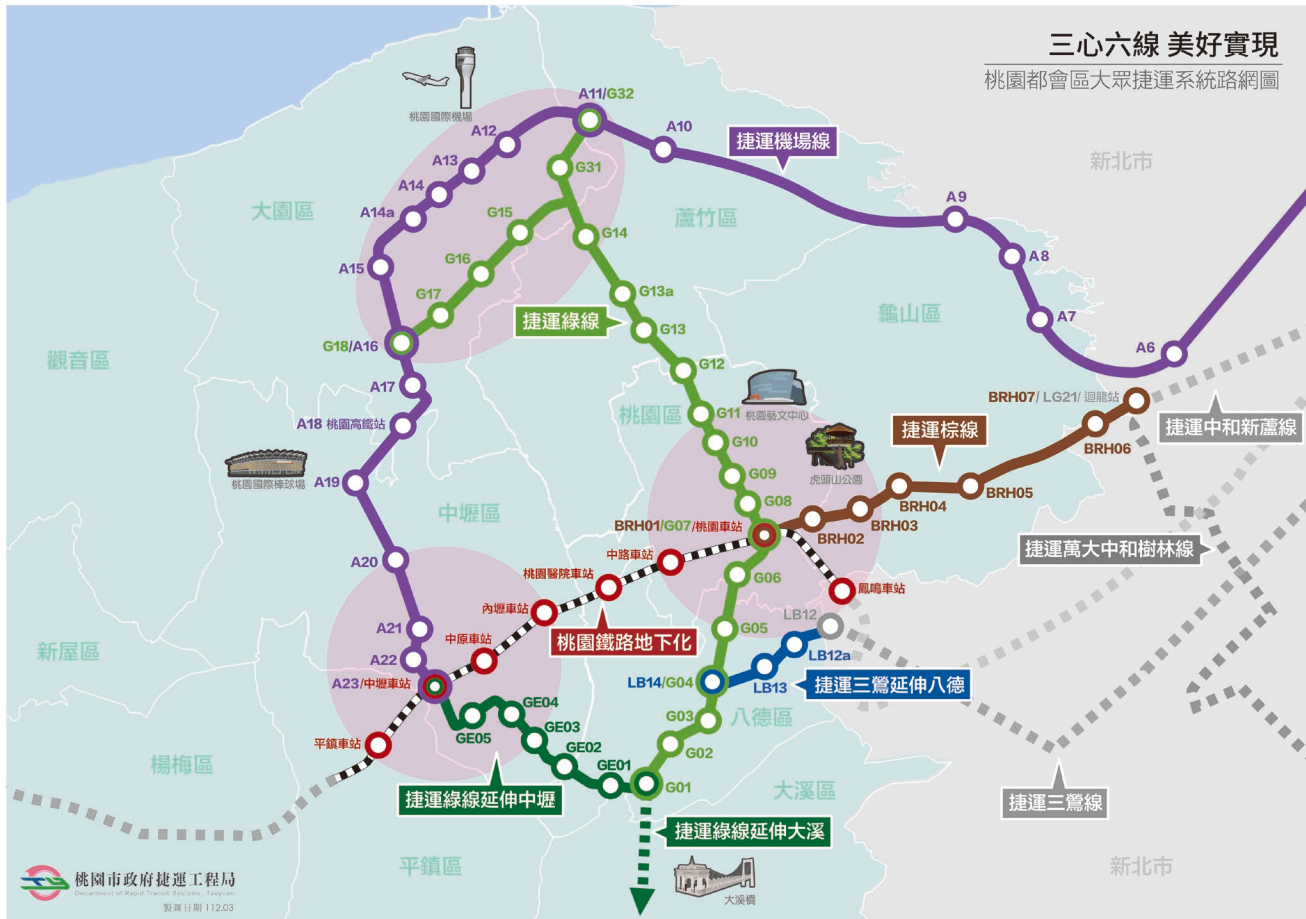 三心六線 美好實現
桃園都會區大眾捷運系統路網圖
桃園國際機場
A11/G32
A12
A10
捷運機場線
新北市
A13
G31
A14
大園區
A14a
G15
蘆竹區
A9
G14
A15
G16
A8
G13a
G17
捷運綠線
龜山區
G13
A7
G18/A16
A6
觀音區
G12
A17
桃園區
桃園藝文中心
BRH07/ LG21/ 迴龍站
G11
A18 桃園高鐵站
捷運棕線
捷運中和新蘆線
G10
BRH06
虎頭山公園
桃園國際棒球場
A19
G09
BRH05
中壢區
G08
BRH04
BRH01/G07/桃園車站
BRH03
BRH02
中路車站
捷運萬大中和樹林線
A20
桃園醫院車站
G06
鳳鳴車站
內壢車站
LB12
A21
中原車站
桃園鐵路地下化
G05
新屋區
LB12a
A22
A23/中壢車站
LB14/G04
LB13
捷運三鶯延伸八德
GE04
G03
八德區
GE05
平鎮車站
GE03
G02
GE02
楊梅區
GE01
G01
大溪區
捷運綠線延伸中壢
捷運三鶯線
捷運綠線延伸大溪
平鎮區
新北市
大溪橋
桃園市政府捷運工程局
Department of Rapid Transit Systems, Taoyuan
製圖日期 112.03